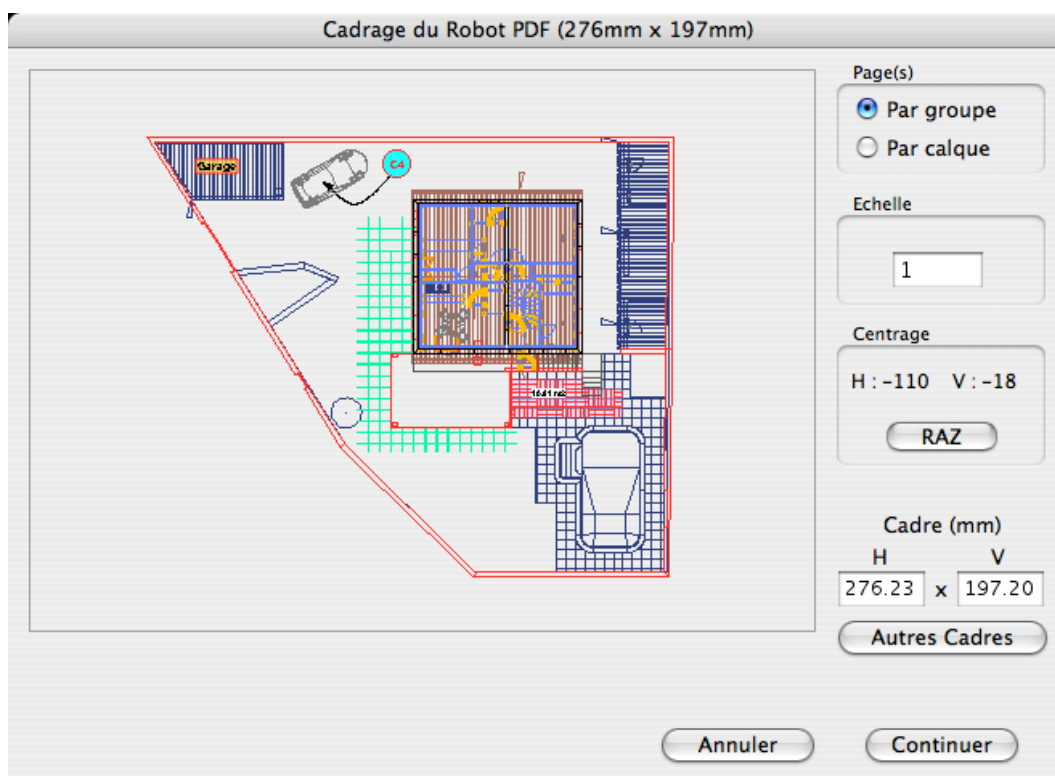 Cadrage du Robot PDF (276mm x 197mm)
Garage
C4
Page(s)
Par groupe
Par calque
Echelle
1
Centrage
H : -110 V : -18
RAZ
Cadre (mm)
H V
276.23 x 197.20
Autres Cadres
Annuler Continuer